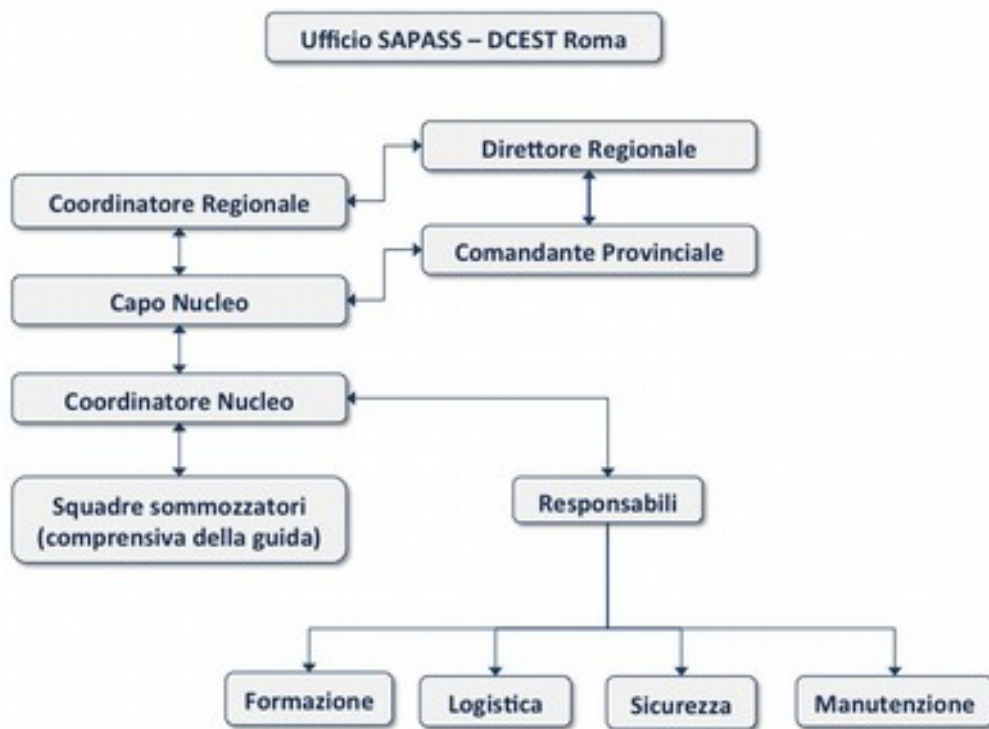 Ufficio SAPASS – DCEST Roma
Direttore Regionale
Coordinatore Regionale
Comandante Provinciale
Capo Nucleo
Coordinatore Nucleo
Squadre sommozzatori
(comprensiva della guida)
Responsabili
Formazione
Logistica
Sicurezza
Manutenzione